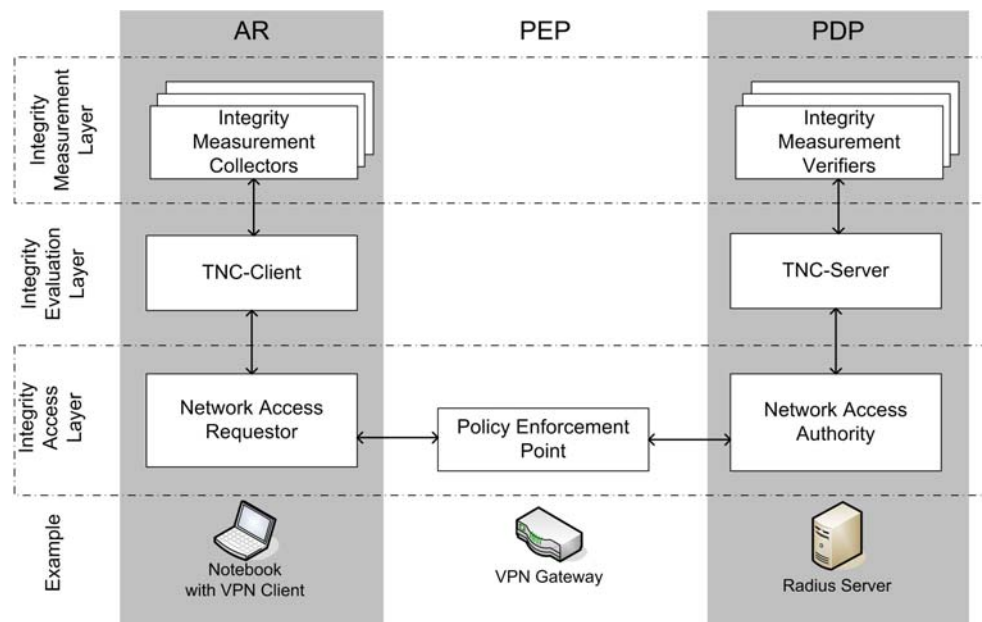 AR
PEP
PDP
Integrity
Measurement
Layer
Integrity
Measurement
Collectors
Integrity
Measurement
Verifiers
Integrity
Evaluation
Layer
TNC-Client
TNC-Server
Integrity
Access
Layer
Network Access
Requestor
Policy Enforcement
Point
Network Access
Authority
Example
Notebook
with VPN Client
VPN Gateway
Radius Server